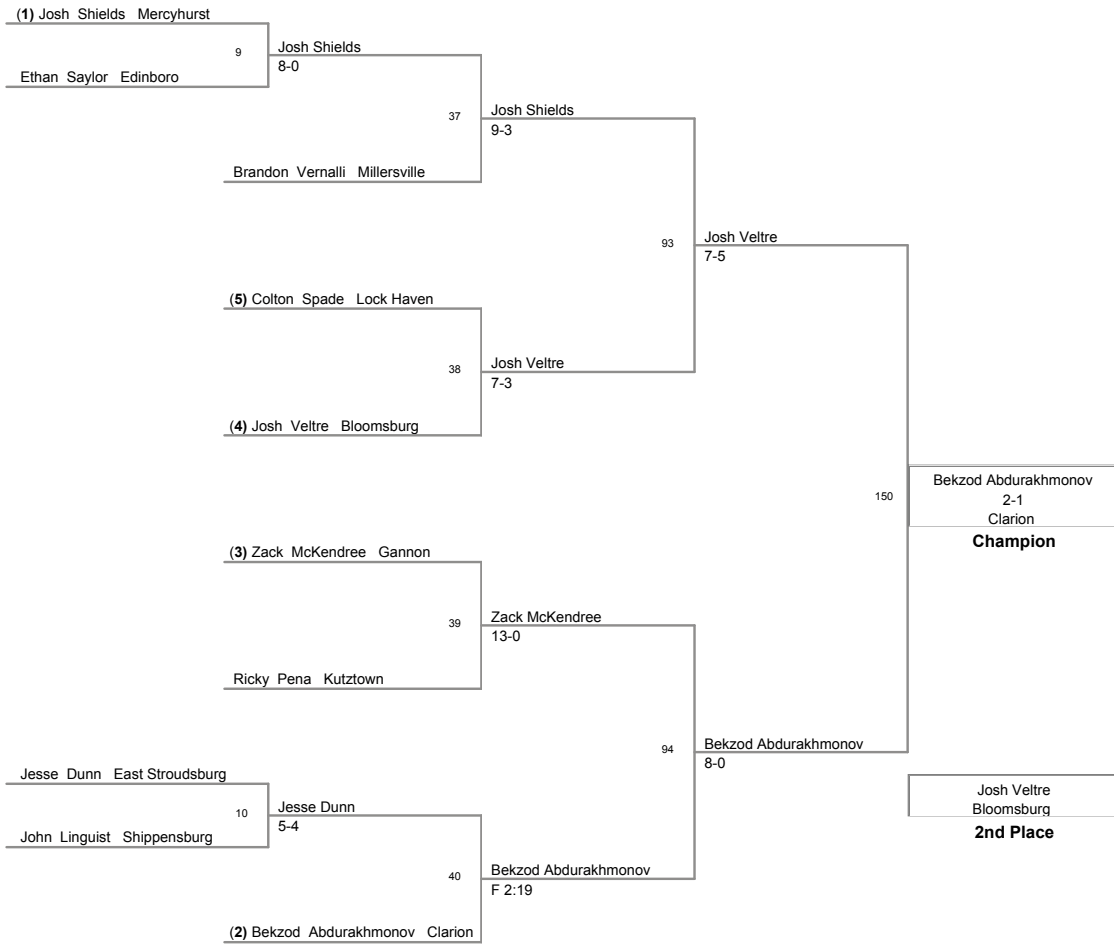 (1) Josh Shields Mercyhurst
9 Josh Shields
8-0
Ethan Saylor Edinboro
37 Josh Shields
9-3
Brandon Vernalli Millersville
93 Josh Veltre
7-5
(5) Colton Spade Lock Haven
38 Josh Veltre
7-3
(4) Josh Veltre Bloomsburg
150 Bekzod Abdurakhmonov
2-1
Clarion
Champion
(3) Zack McKendree Gannon
39 Zack McKendree
13-0
Ricky Pena Kutztown
94 Bekzod Abdurakhmonov
8-0
Jesse Dunn East Stroudsburg
10 Jesse Dunn
5-4
John Linguist Shippensburg
Josh Veltre
Bloomsburg
2nd Place
40 Bekzod Abdurakhmonov
F 2:19
(2) Bekzod Abdurakhmonov Clarion